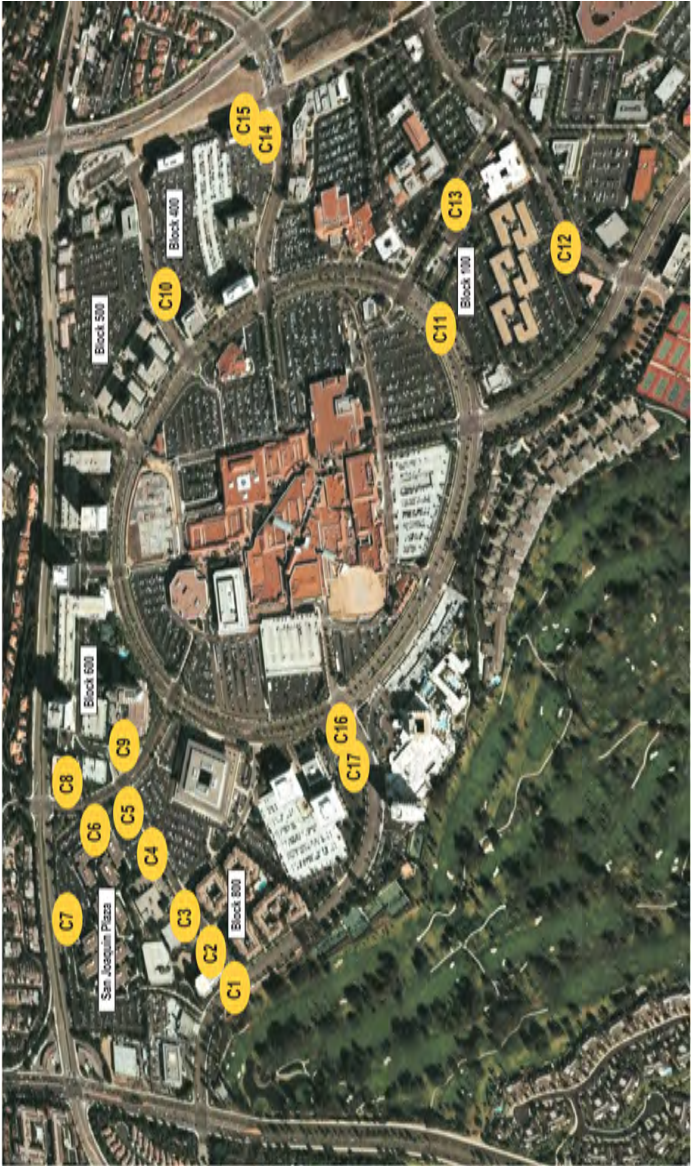 C7
C8
Block 600
C6
Block 500
San Joaquin Plaza
C5
C9
C4
C10
Block 400
C3
C2
C1
Block 800
C15
C14
C16
C17
C11
C13
Block 100
C12